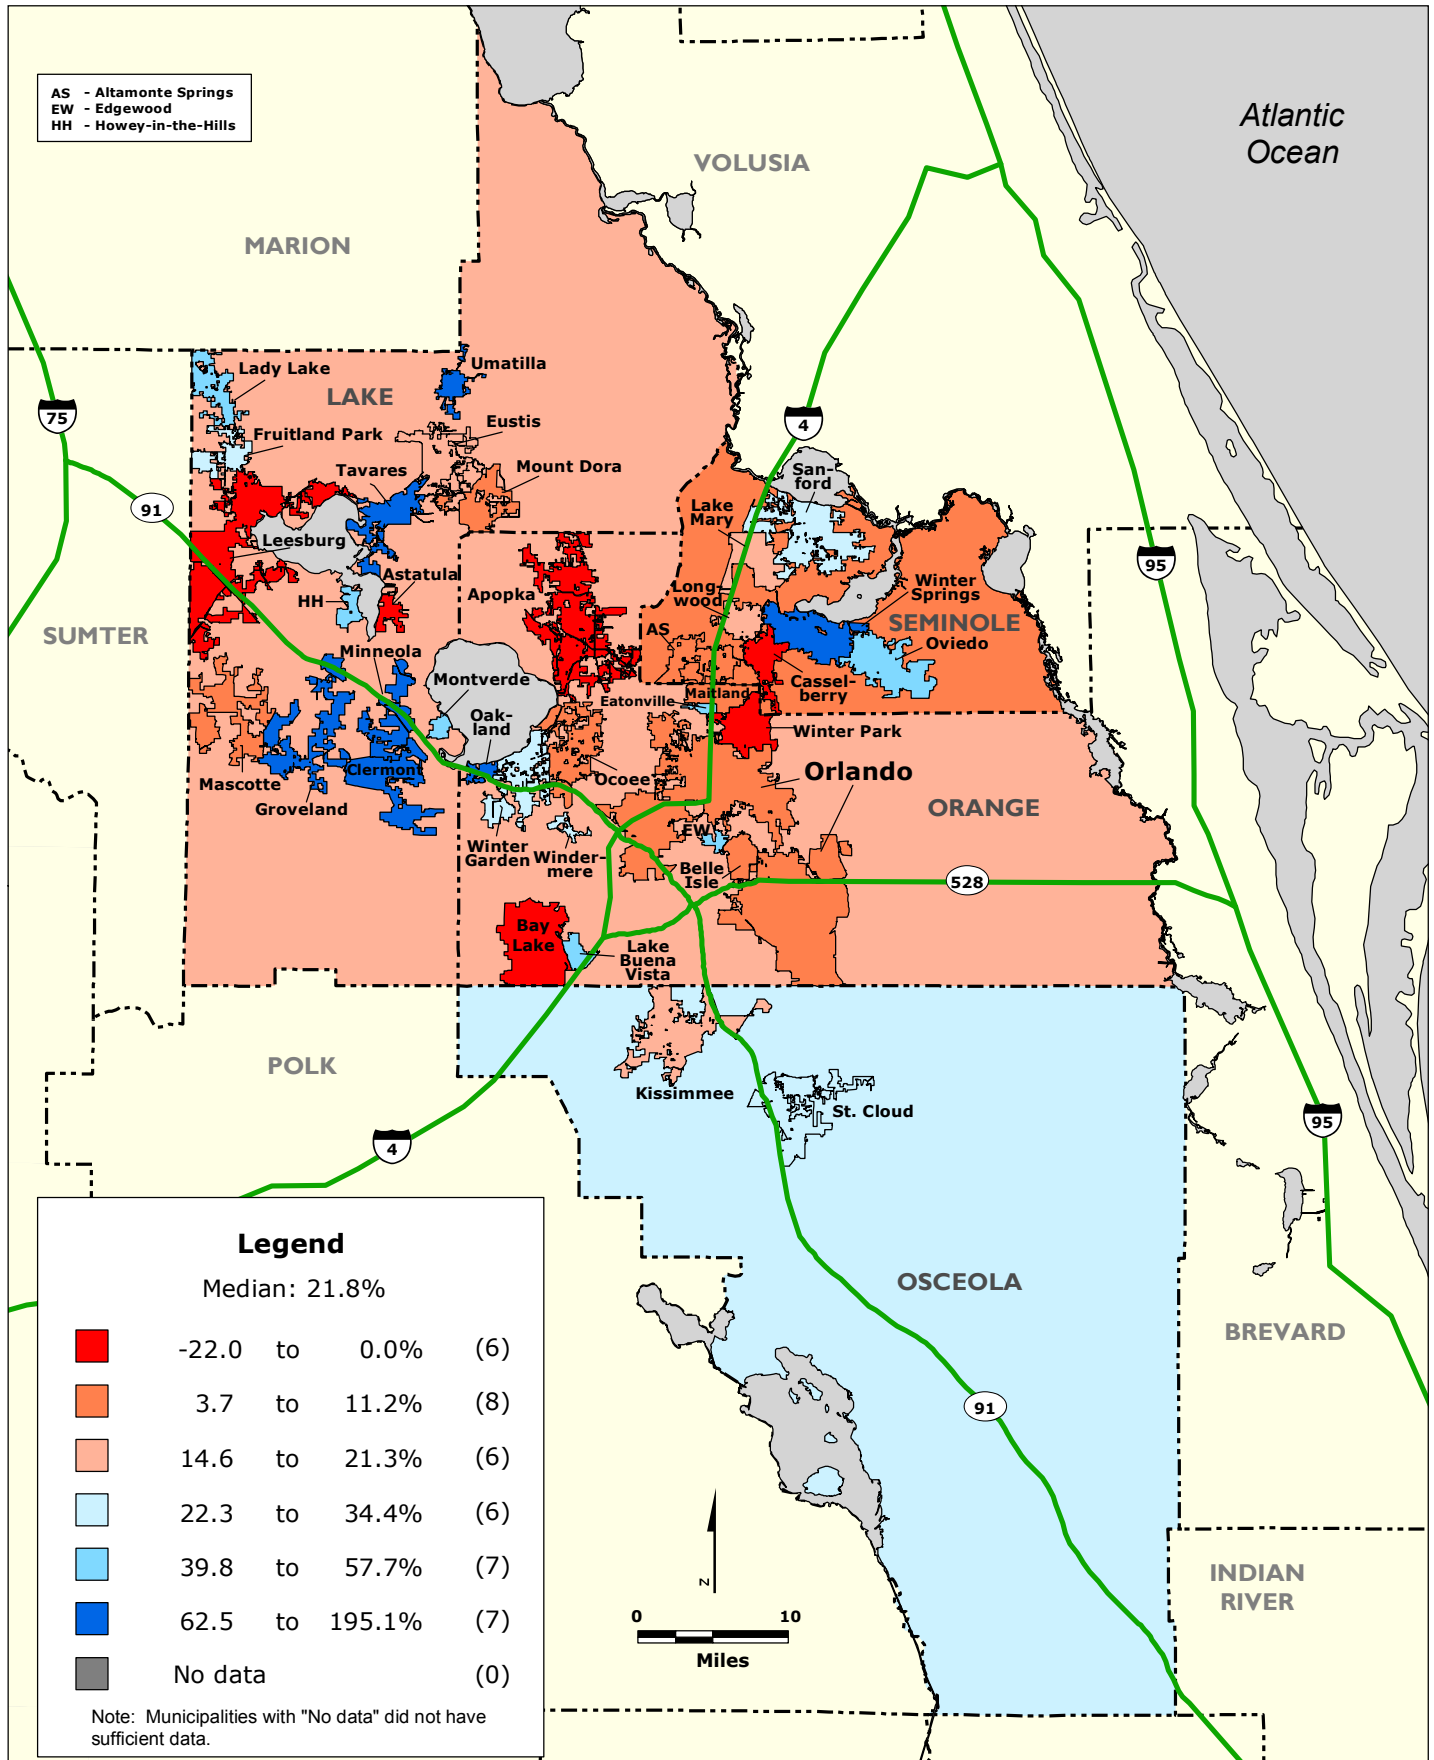 AS - Altamonte Springs
EW - Edgewood
HH - Howey-in-the-Hills
Atlantic
Ocean
VOLUSIA
MARION
Umatilla
Lady Lake
LAKE
75
4
Eustis
Fruitland Park
Mount Dora
Tavares
San-
ford
Lake
Mary
91
Leesburg
95
Astatula
Winter
Springs
Long-
wood
Apopka
HH
SEMINOLE
SUMTER
AS
Oviedo
Minneola
Montverde
Cassel-
berry
Maitland
Eatonville
Oak-
land
Winter Park
Clermont
Orlando
Ocoee
Mascotte
Groveland
ORANGE
EW
Winter
Garden
Winder-
mere
Belle
Isle
528
Bay
Lake
Lake
Buena
Vista
POLK
Kissimmee
St. Cloud
95
4
Legend
Median: 21.8%
-22.0 to 0.0% (6)
3.7 to 11.2% (8)
14.6 to 21.3% (6)
22.3 to 34.4% (6)
39.8 to 57.7% (7)
62.5 to 195.1% (7)
No data (0)
Note: Municipalities with "No data" did not have
sufficient data.
OSCEOLA
BREVARD
91
INDIAN
RIVER
N
0 10
Miles